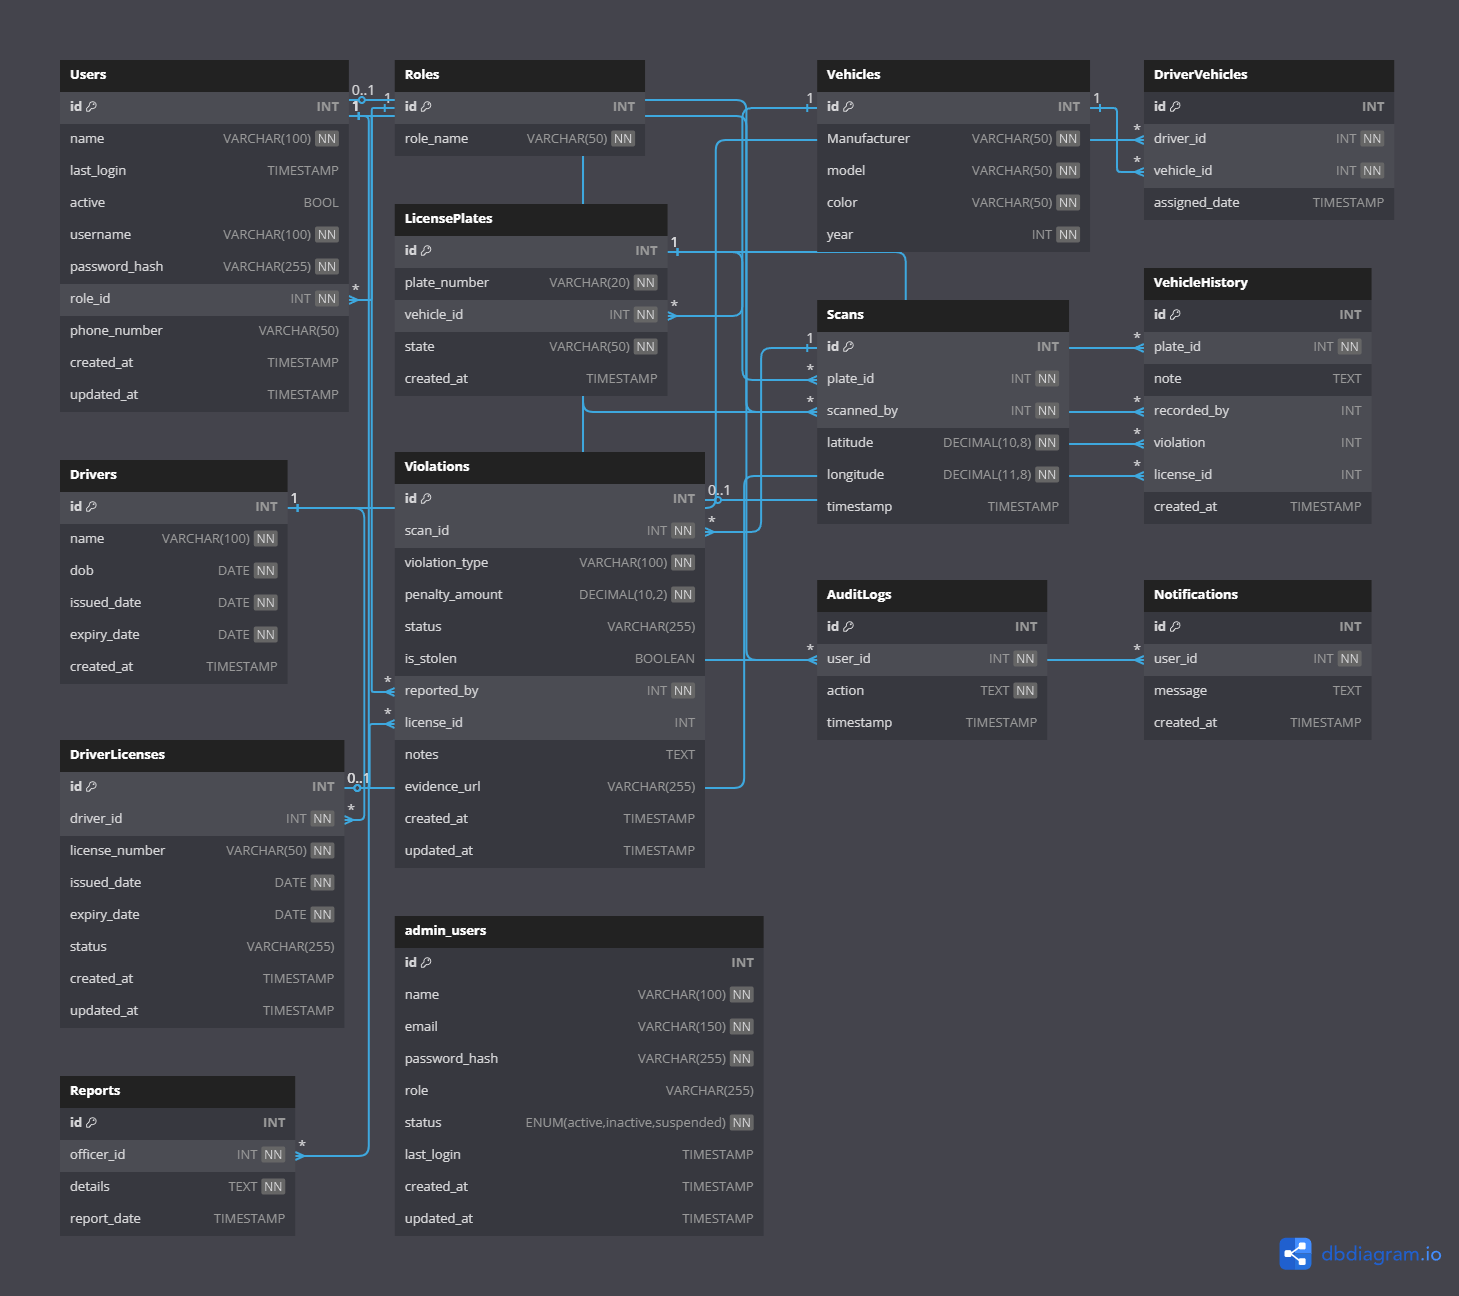 Users
id INT
name VARCHAR(100) NN
last_login TIMESTAMP
active BOOL
username VARCHAR(100) NN
password_hash VARCHAR(255) NN
role_id INT NN
phone_number VARCHAR(50)
created_at TIMESTAMP
updated_at TIMESTAMP
0..1
1
1
*
Roles
id INT
role_name VARCHAR(50) NN
LicensePlates
id INT
plate_number VARCHAR(20) NN
vehicle_id INT NN
state VARCHAR(50) NN
created_at TIMESTAMP
1
*
Vehicles
id INT
Manufacturer VARCHAR(50) NN
model VARCHAR(50) NN
color VARCHAR(50) NN
year INT NN
1
1
DriverVehicles
id INT
driver_id INT NN
vehicle_id INT NN
assigned_date TIMESTAMP
*
*
Scans
id INT
plate_id INT NN
scanned_by INT NN
latitude DECIMAL(10,8) NN
longitude DECIMAL(11,8) NN
timestamp TIMESTAMP
1
*
*
VehicleHistory
id INT
plate_id INT NN
note TEXT
recorded_by INT
violation INT
license_id INT
created_at TIMESTAMP
*
*
*
*
Drivers
id INT
name VARCHAR(100) NN
dob DATE NN
issued_date DATE NN
expiry_date DATE NN
created_at TIMESTAMP
1
Violations
id INT
scan_id INT NN
violation_type VARCHAR(100) NN
penalty_amount DECIMAL(10,2) NN
status VARCHAR(255)
is_stolen BOOLEAN
reported_by INT NN
license_id INT
notes TEXT
evidence_url VARCHAR(255)
created_at TIMESTAMP
updated_at TIMESTAMP
0..1
*
*
*
AuditLogs
id INT
user_id INT NN
action TEXT NN
timestamp TIMESTAMP
*
Notifications
id INT
user_id INT NN
message TEXT
created_at TIMESTAMP
*
DriverLicenses
id INT
driver_id INT NN
license_number VARCHAR(50) NN
issued_date DATE NN
expiry_date DATE NN
status VARCHAR(255)
created_at TIMESTAMP
updated_at TIMESTAMP
0..1
*
admin_users
id INT
name VARCHAR(100) NN
email VARCHAR(150) NN
password_hash VARCHAR(255) NN
role VARCHAR(255)
status ENUM(active,inactive,suspended) NN
last_login TIMESTAMP
created_at TIMESTAMP
updated_at TIMESTAMP
Reports
id INT
officer_id INT NN
details TEXT NN
report_date TIMESTAMP
*
dbdiagram.io